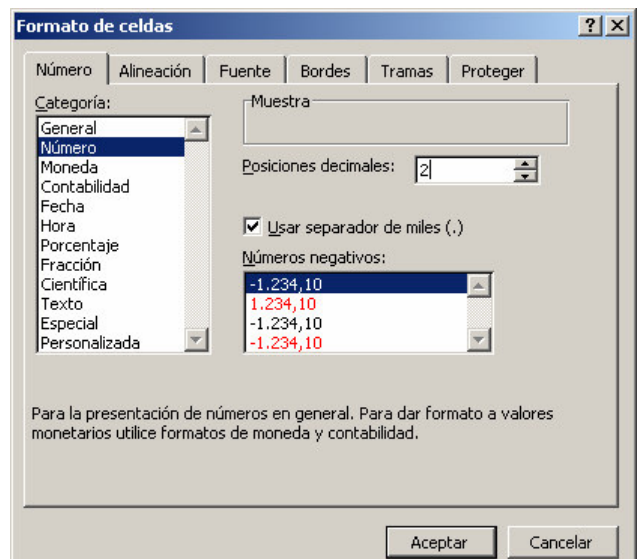 Formato de celdas
Número
Alineación
Fuente
Bordes
Tramas
Proteger
Categoría:
General
Número
Moneda
Contabilidad
Fecha
Hora
Porcentaje
Fracción
Científica
Texto
Especial
Personalizada
Muestra
Posiciones decimales: 2
Usar separador de miles (.)
Números negativos:
-1.234,10
1.234,10
-1.234,10
-1.234,10
Para la presentación de números en general. Para dar formato a valores
monetarios utilice formatos de moneda y contabilidad.
Aceptar
Cancelar